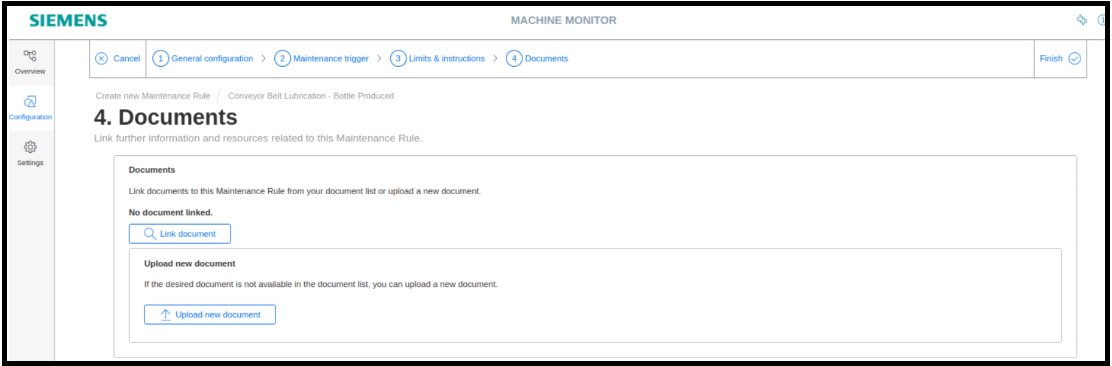 SIEMENS
MACHINE MONITOR
Overview
Configuration
Settings
Cancel 1 General configuration > 2 Maintenance trigger > 3 Limits & instructions > 4 Documents
Finish
Create new Maintenance Rule / Conveyor Belt Lubrication - Bottle Produced
4. Documents
Link further information and resources related to this Maintenance Rule.
Documents
Link documents to this Maintenance Rule from your document list or upload a new document.
No document linked.
Link document
Upload new document
If the desired document is not available in the document list, you can upload a new document.
Upload new document